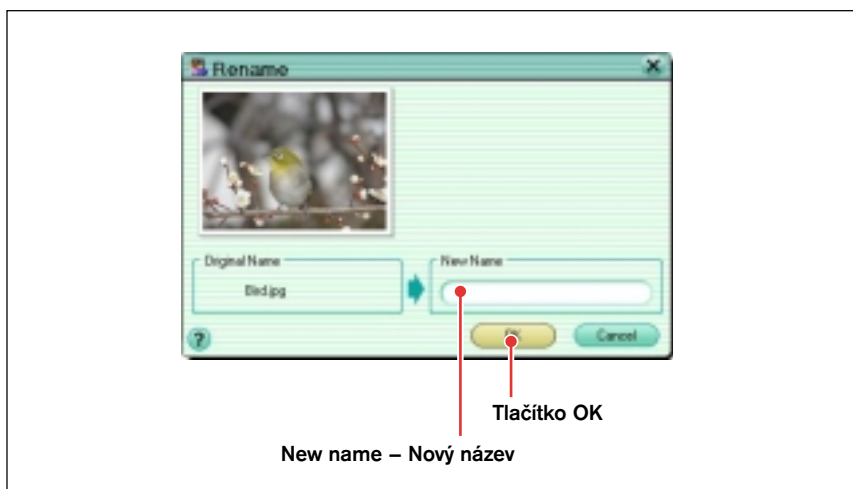 Rename
Original Name
New Name
Bird.jpg
OK
Cancel
?
Tlačítko OK
New name – Nový název